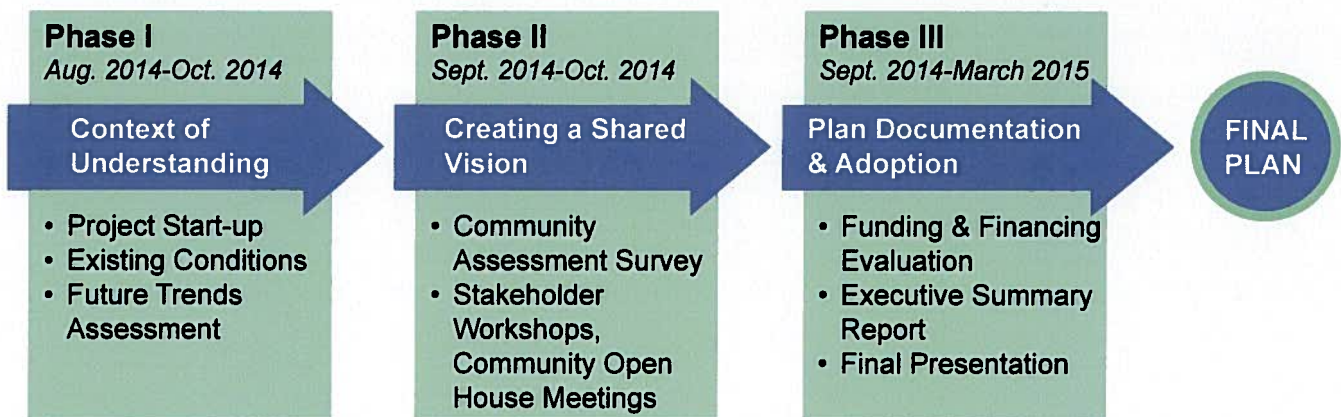 Phase I
Aug. 2014-Oct. 2014
Context of
Understanding
• Project Start-up
• Existing Conditions
• Future Trends
Assessment
Phase II
Sept. 2014-Oct. 2014
Creating a Shared
Vision
• Community
Assessment Survey
• Stakeholder
Workshops,
Community Open
House Meetings
Phase III
Sept. 2014-March 2015
Plan Documentation
& Adoption
• Funding & Financing
Evaluation
• Executive Summary
Report
• Final Presentation
FINAL
PLAN